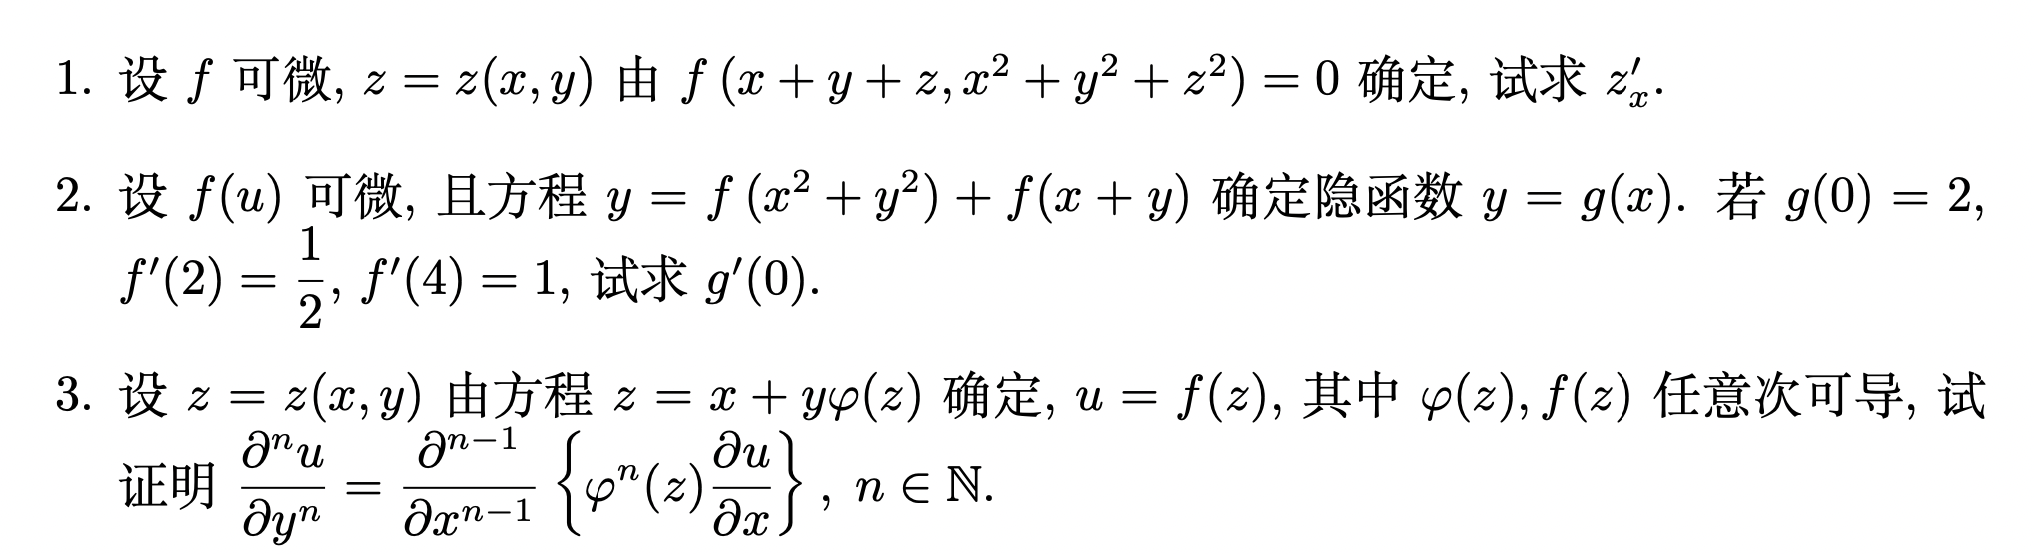 1. 设 f 可微, z = z(x, y) 由 f (x + y + z, x² + y² + z²) = 0 确定, 试求 z′ₓ.
2. 设 f(u) 可微, 且方程 y = f (x² + y²) + f(x + y) 确定隐函数 y = g(x). 若 g(0) = 2,
f′(2) = 1/2, f′(4) = 1, 试求 g′(0).
3. 设 z = z(x, y) 由方程 z = x + yφ(z) 确定, u = f(z), 其中 φ(z), f(z) 任意次可导, 试
证明 ∂ⁿu/∂yⁿ = ∂ⁿ⁻¹/∂xⁿ⁻¹ {φⁿ(z) ∂u/∂x}, n ∈ ℕ.